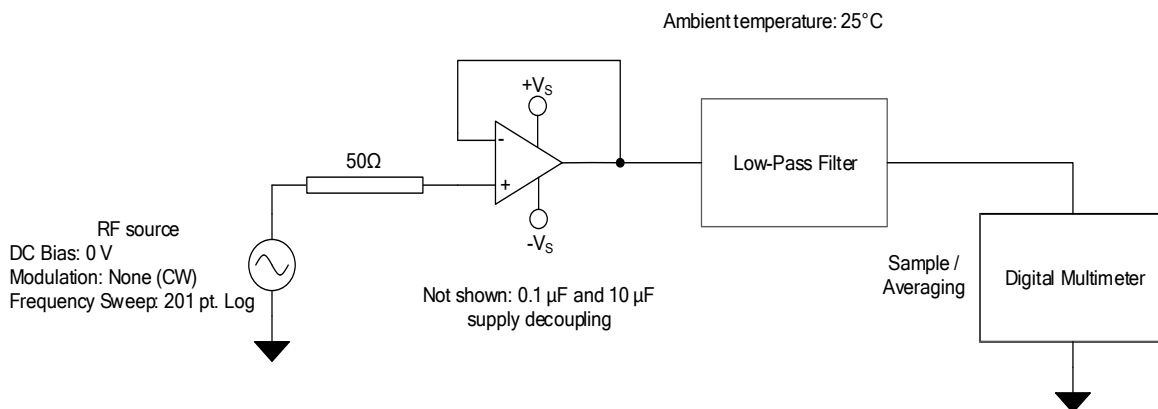 Ambient temperature: 25°C
+VS
-
50Ω
+
-VS
Low-Pass Filter
RF source
DC Bias: 0 V
Modulation: None (CW)
Frequency Sweep: 201 pt. Log
Not shown: 0.1 µF and 10 µF
supply decoupling
Sample /
Averaging
Digital Multimeter